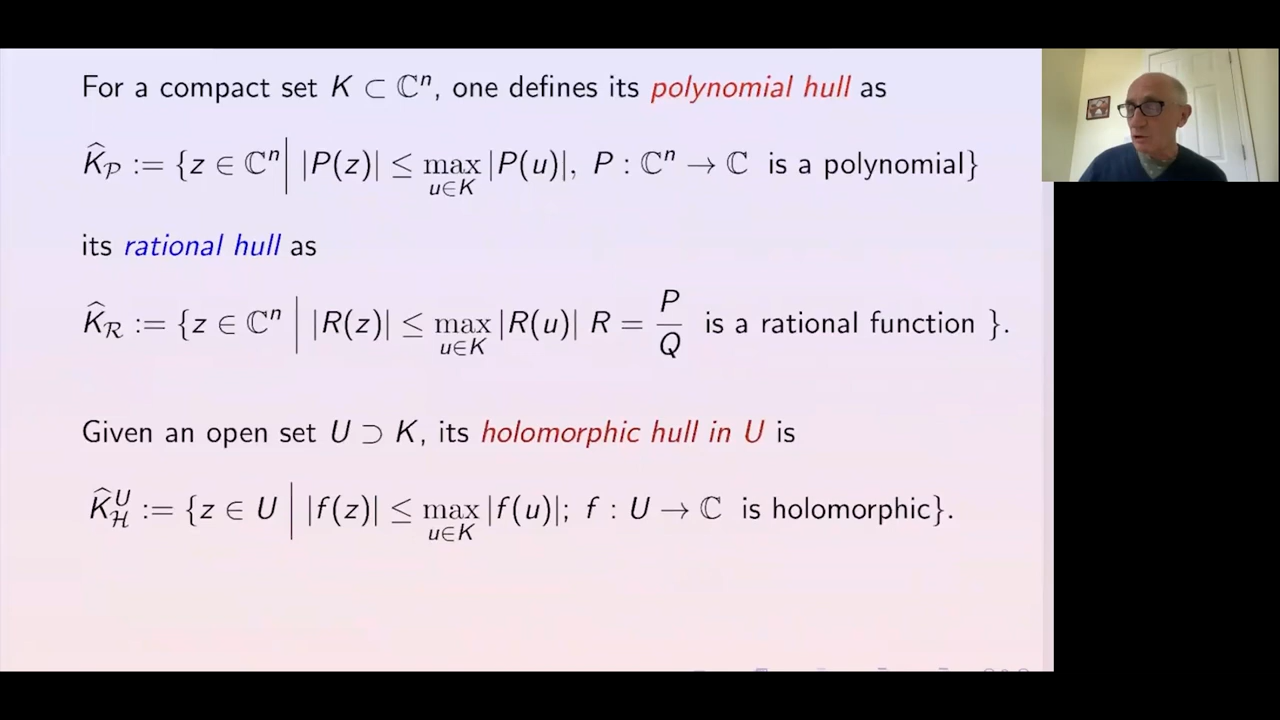 For a compact set K ⊂ ℂⁿ, one defines its polynomial hull as
K̂_𝒫 := {z ∈ ℂⁿ | |P(z)| ≤ max_{u∈K} |P(u)|, P : ℂⁿ → ℂ is a polynomial}
its rational hull as
K̂_ℛ := {z ∈ ℂⁿ | |R(z)| ≤ max_{u∈K} |R(u)| R = P/Q is a rational function }.
Given an open set U ⊃ K, its holomorphic hull in U is
K̂_ℋ^U := {z ∈ U | |f(z)| ≤ max_{u∈K} |f(u)|; f : U → ℂ is holomorphic}.